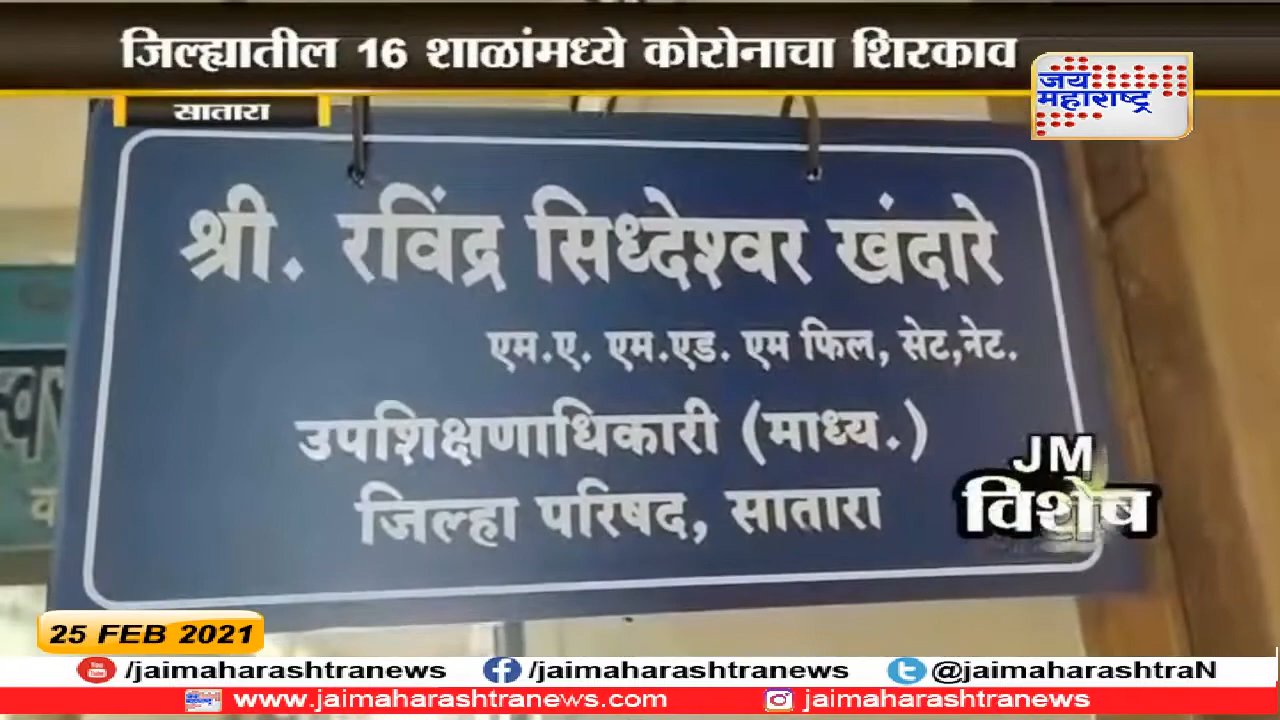 जिल्ह्यातील 16 शाळांमध्ये कोरोनाचा शिरकाव
जय
महाराष्ट्र
सातारा
श्री. रविंद्र सिध्देश्वर खंदारे
एम.ए. एम.एड. एम फिल, सेट,नेट.
उपशिक्षणाधिकारी (माध्य.)
जिल्हा परिषद, सातारा
JM
विशेष
25 FEB 2021
/jaimaharashtranews /jaimaharashtranews @jaimaharashtraN
www.jaimaharashtranews.com jaimaharashtranews